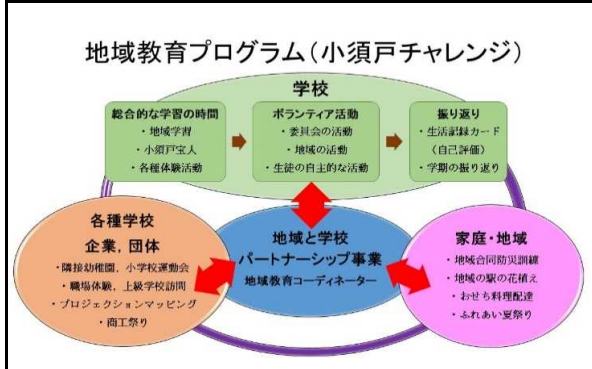 地域教育プログラム（小須戸チャレンジ）
学校
総合的な学習の時間
・地域学習
・小須戸宝人
・各種体験活動
ボランティア活動
・委員会の活動
・地域の活動
・生徒の自主的な活動
振り返り
・生活記録カード
（自己評価）
・学期の振り返り
各種学校
企業，団体
・隣接幼稚園，小学校運動会
・職場体験，上級学校訪問
・プロジェクションマッピング
・商工祭り
地域と学校
パートナーシップ事業
地域教育コーディネーター
家庭・地域
・地域合同防災訓練
・地域の駅の花植え
・おせち料理配達
・ふれあい夏祭り